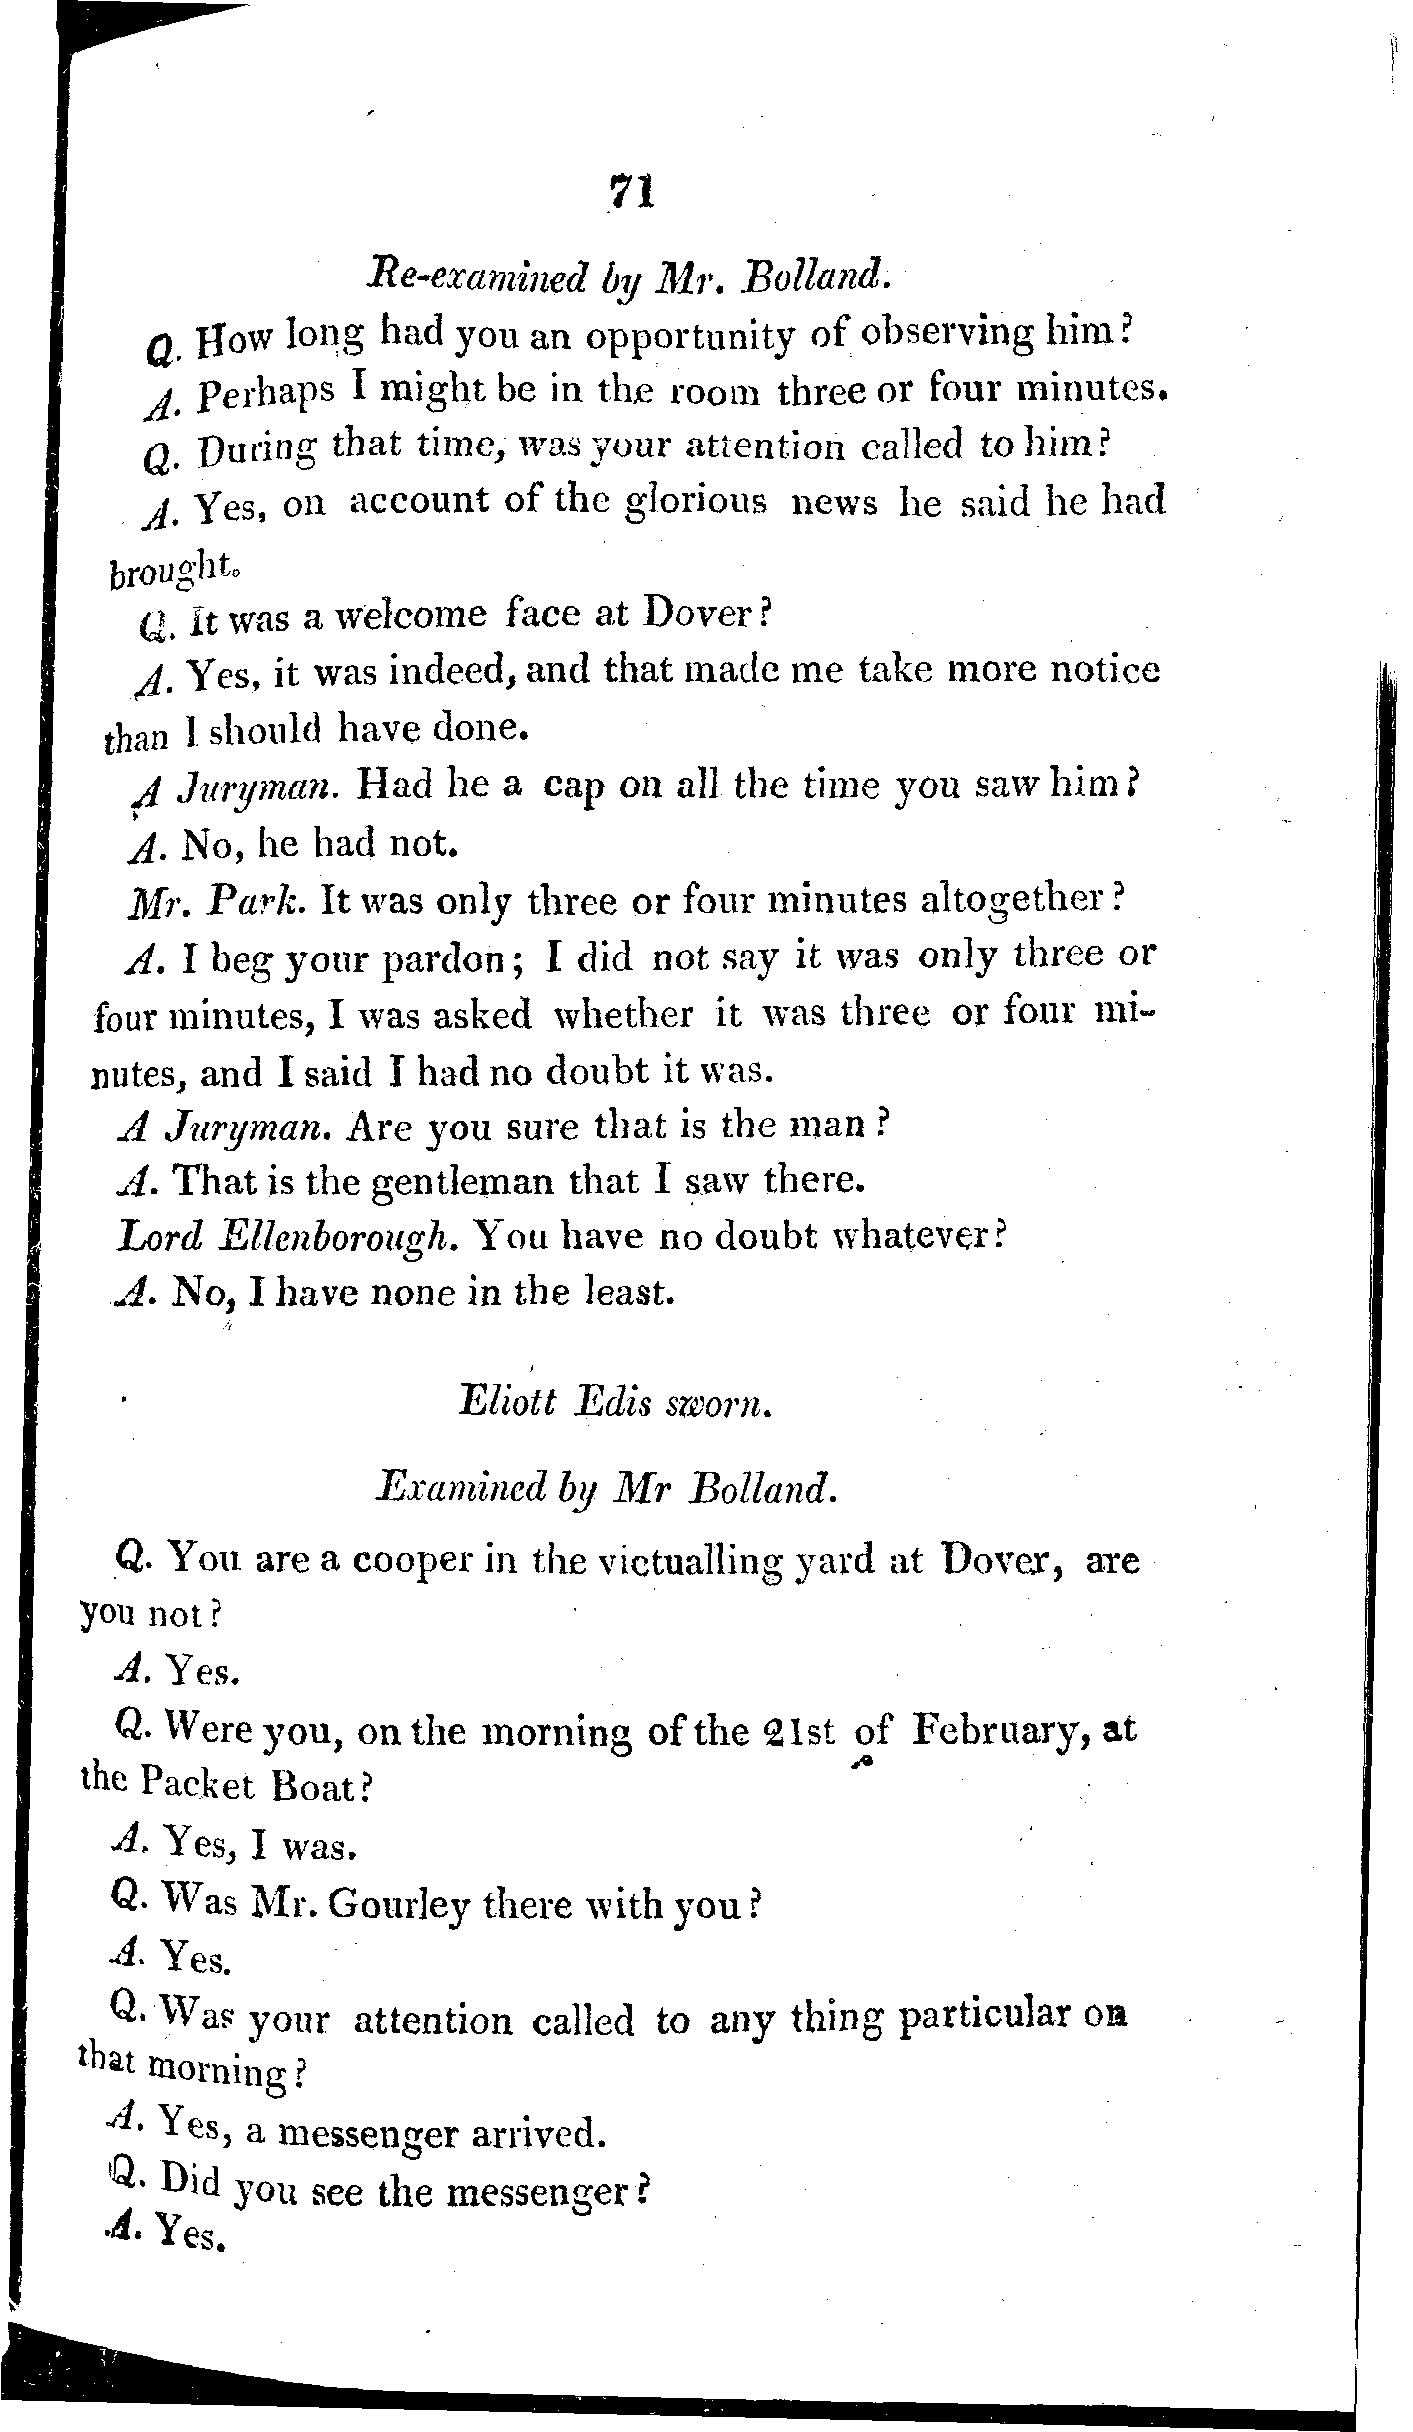 71
Re-examined by Mr. Bolland.
Q. How long had you an opportunity of observing him?
A. Perhaps I might be in the room three or four minutes.
Q. During that time, was your attention called to him?
A. Yes, on account of the glorious news he said he had
brought.
Q. It was a welcome face at Dover?
A. Yes, it was indeed, and that made me take more notice
than I should have done.
A Juryman. Had he a cap on all the time you saw him?
A. No, he had not.
Mr. Park. It was only three or four minutes altogether?
A. I beg your pardon; I did not say it was only three or
four minutes, I was asked whether it was three or four mi-
nutes, and I said I had no doubt it was.
A Juryman. Are you sure that is the man?
A. That is the gentleman that I saw there.
Lord Ellenborough. You have no doubt whatever?
A. No, I have none in the least.
Eliott Edis sworn.
Examined by Mr Bolland.
Q. You are a cooper in the victualling yard at Dover, are
you not?
A. Yes.
Q. Were you, on the morning of the 21st of February, at
the Packet Boat?
A. Yes, I was.
Q. Was Mr. Gourley there with you?
A. Yes.
Q. Was your attention called to any thing particular on
that morning?
A. Yes, a messenger arrived.
Q. Did you see the messenger?
A. Yes.